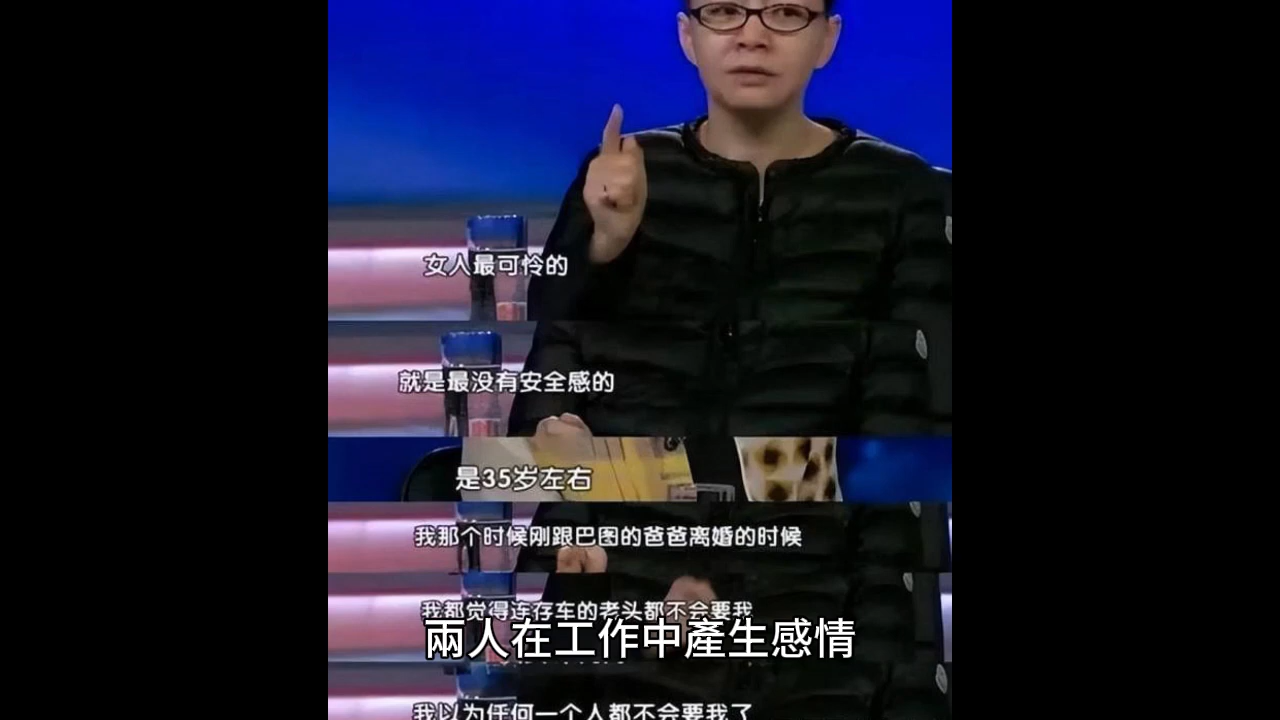 女人最可怜的
就是最没有安全感的
是35岁左右
我那个时候刚跟巴图的爸爸离婚的时候
我都觉得连存车的老头都不会要我
兩人在工作中產生感情
我以为任何一个人都不会要我了